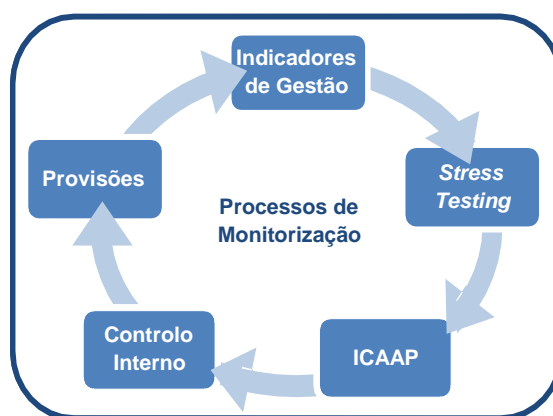 Indicadores
de Gestão
Stress
Testing
ICAAP
Controlo
Interno
Provisões
Processos de
Monitorização